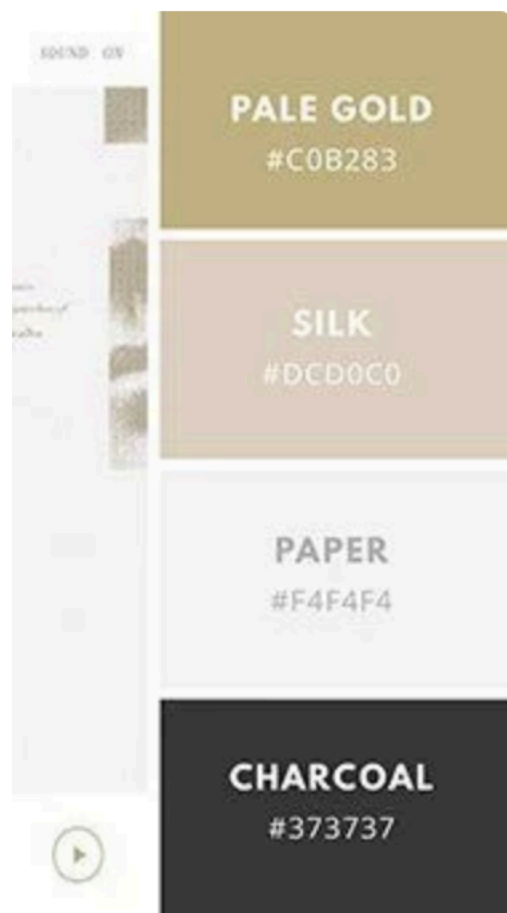 SOUND ON
PALE GOLD
#C0B283
SILK
#DCD0C0
PAPER
#F4F4F4
CHARCOAL
#373737